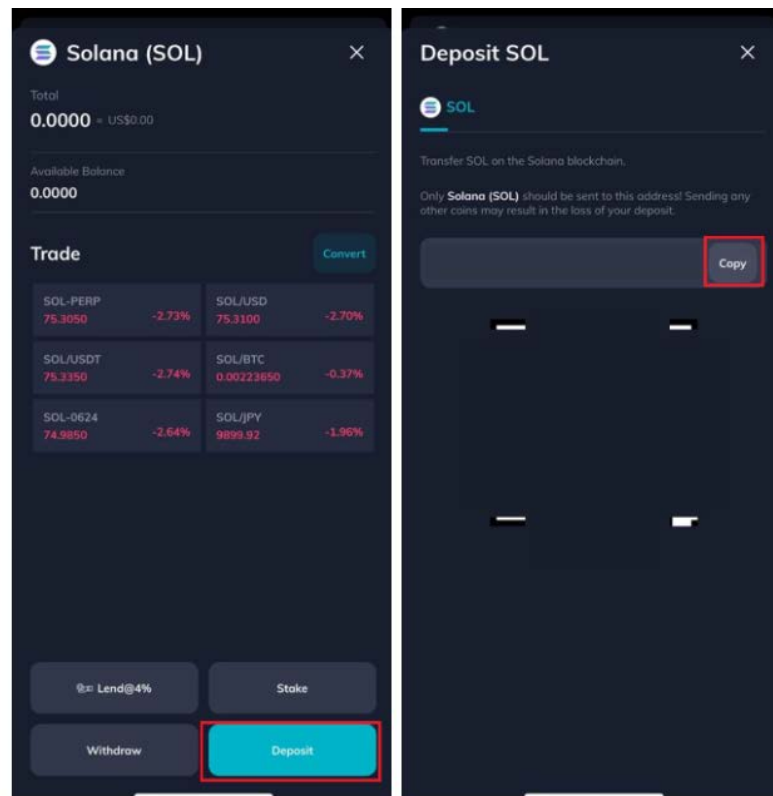 Solana (SOL)
Total
0.0000 ≈ US$0.00
Available Balance
0.0000
Trade
Convert
SOL-PERP
75.3050 -2.73%
SOL/USD
75.3100 -2.70%
SOL/USDT
75.3350 -2.74%
SOL/BTC
0.00223650 -0.37%
SOL-0624
74.9850 -2.64%
SOL/JPY
9899.92 -1.96%
Lend@4%
Stake
Withdraw
Deposit
Deposit SOL
SOL
Transfer SOL on the Solana blockchain.
Only Solana (SOL) should be sent to this address! Sending any
other coins may result in the loss of your deposit.
Copy